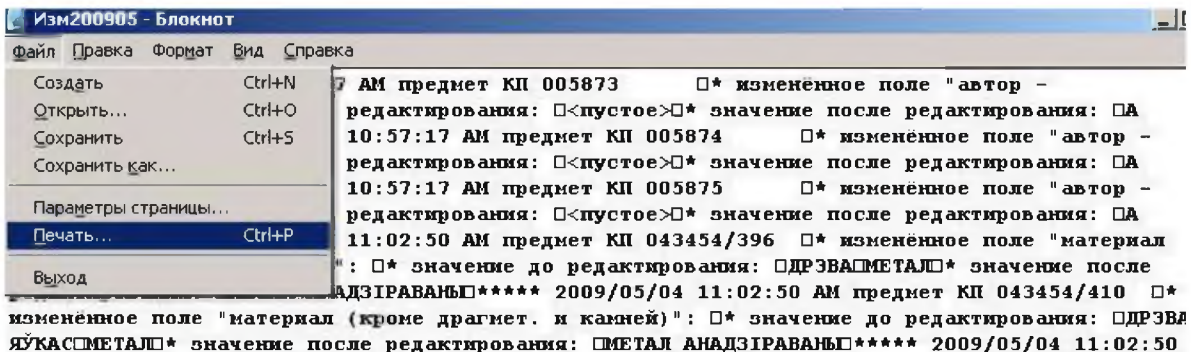 Изм200905 - Блокнот
Файл Правка Формат Вид Справка
Создать Ctrl+N
Открыть... Ctrl+O
Сохранить Ctrl+S
Сохранить как...
Параметры страницы...
Печать... Ctrl+P
Выход
7 AM предмет КП 005873 □* изменённое поле "автор -
редактирования: □<пустое>□* значение после редактирования: □А
10:57:17 AM предмет КП 005874 □* изменённое поле "автор -
редактирования: □<пустое>□* значение после редактирования: □А
10:57:17 AM предмет КП 005875 □* изменённое поле "автор -
редактирования: □<пустое>□* значение после редактирования: □А
11:02:50 AM предмет КП 043454/396 □* изменённое поле "материал
": □* значение до редактирования: □ДРЭВА□МЕТАЛ□* значение после
АДЗІРАВАНЫ□***** 2009/05/04 11:02:50 AM предмет КП 043454/410 □*
изменённое поле "материал (кроме драгмет. и камней)": □* значение до редактирования: □ДРЭВА
ЯЎКАС□МЕТАЛ□* значение после редактирования: □МЕТАЛ АНАДЗІРАВАНЫ□***** 2009/05/04 11:02:50